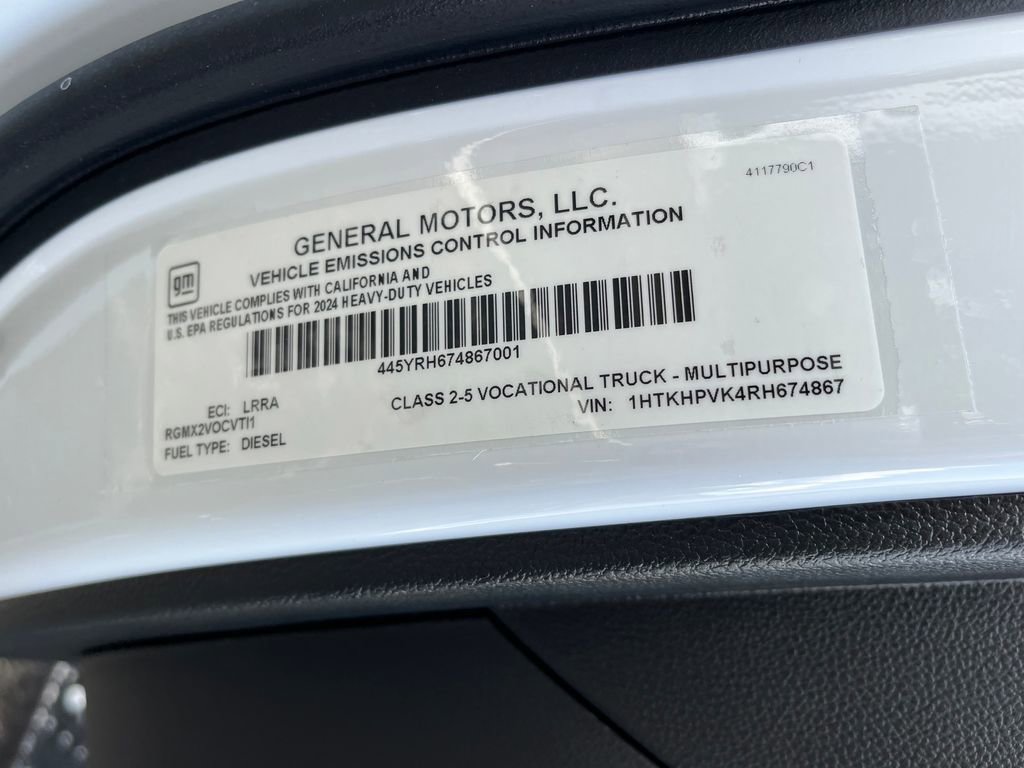 4117790C1
GENERAL MOTORS, LLC.
VEHICLE EMISSIONS CONTROL INFORMATION
gm
THIS VEHICLE COMPLIES WITH CALIFORNIA AND
U.S. EPA REGULATIONS FOR 2024 HEAVY-DUTY VEHICLES
445YRH674867001
CLASS 2-5 VOCATIONAL TRUCK - MULTIPURPOSE
ECI: LRRA
VIN: 1HTKHPVK4RH674867
RGMX2VOCVTI1
FUEL TYPE: DIESEL